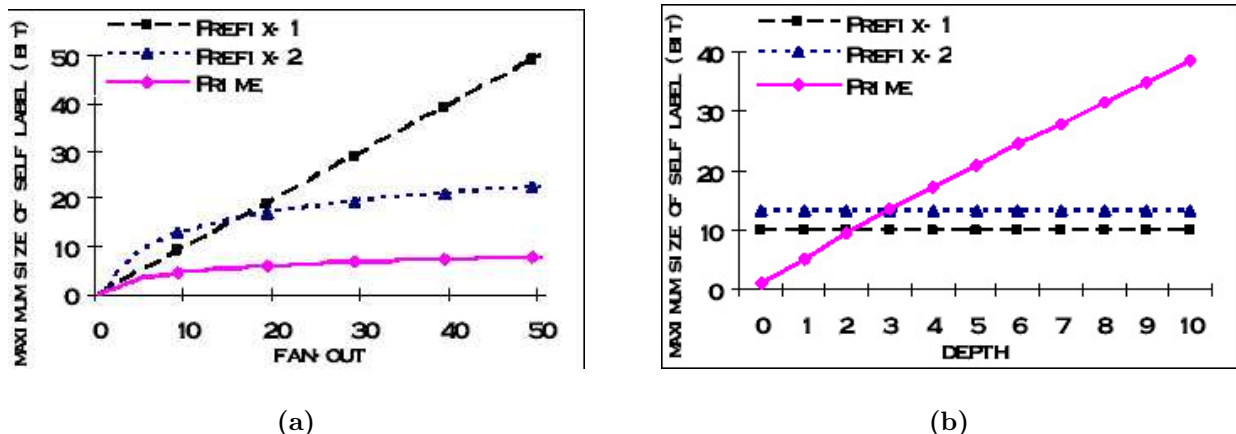 PREFIX-1
PREFIX-2
PRIME
MAXIMUM SIZE OF SELF LABEL (BIT)
50
40
30
20
10
0
0 10 20 30 40 50
FAN-OUT
(a)
PREFIX-1
PREFIX-2
PRIME
MAXIMUM SIZE OF SELF LABEL (BIT)
40
30
20
10
0
0 1 2 3 4 5 6 7 8 9 10
DEPTH
(b)